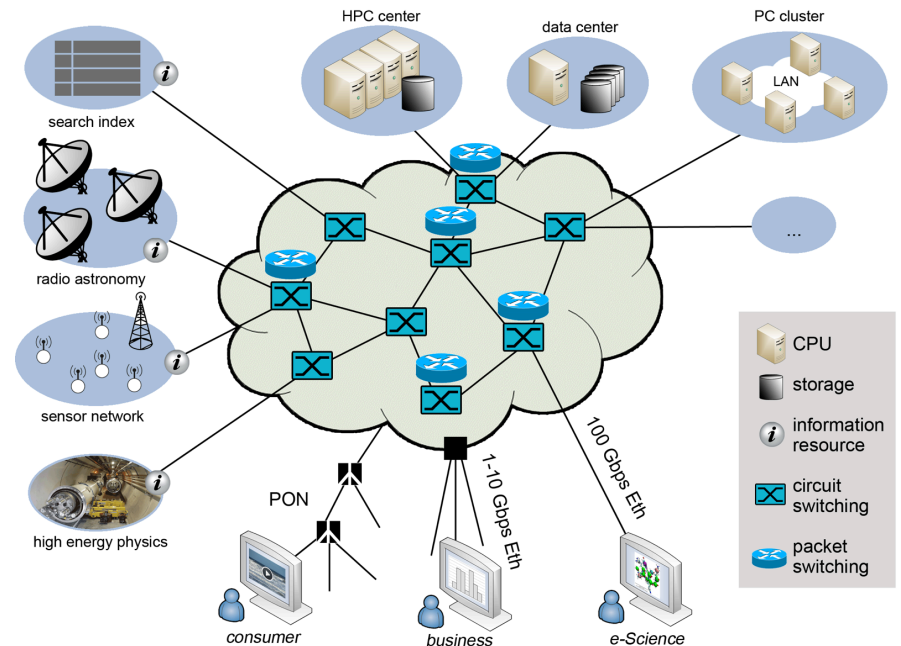 HPC center
data center
PC cluster
LAN
search index
radio astronomy
sensor network
high energy physics
...
PON
1-10 Gbps Eth
100 Gbps Eth
consumer
business
e-Science
CPU
storage
information
resource
circuit
switching
packet
switching
i
i
i
i
i